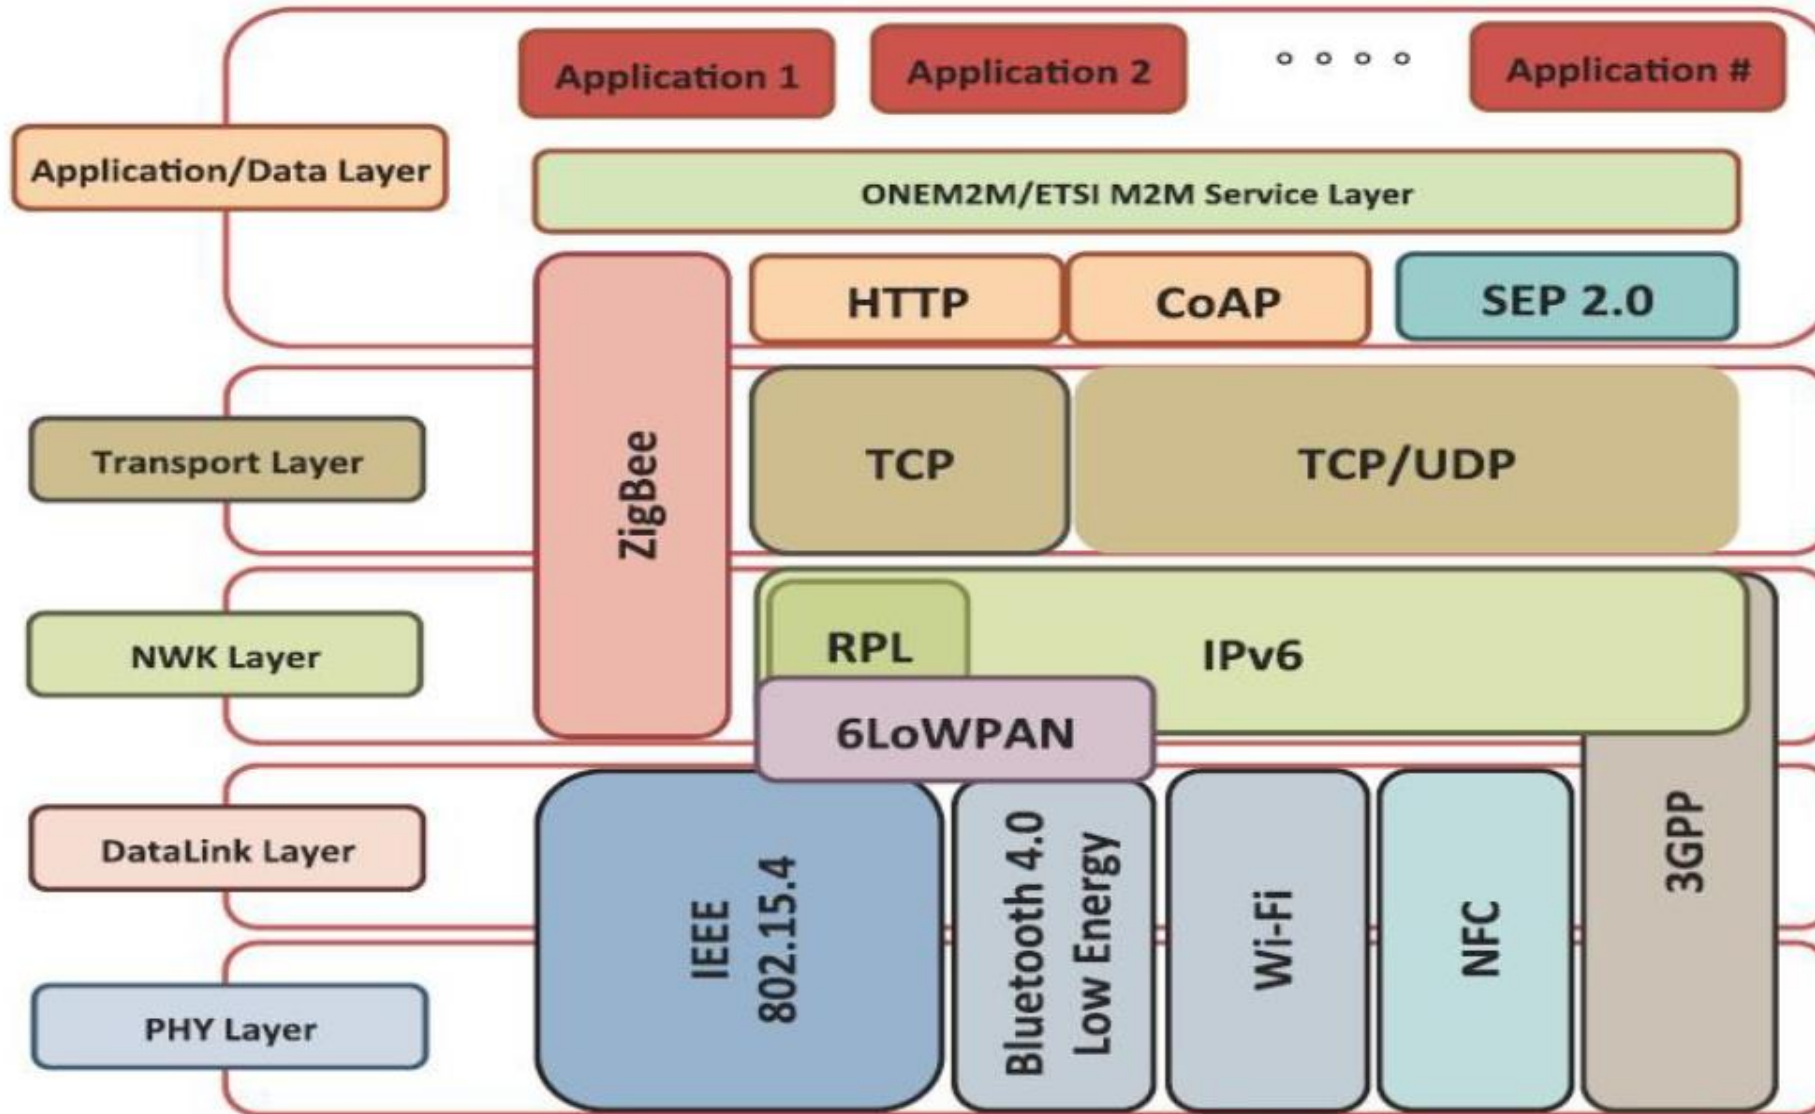 Application 1
Application 2
Application #
Application/Data Layer
ONEM2M/ETSI M2M Service Layer
HTTP
CoAP
SEP 2.0
Transport Layer
ZigBee
TCP
TCP/UDP
NWK Layer
RPL
IPv6
6LoWPAN
DataLink Layer
IEEE
802.15.4
Bluetooth 4.0
Low Energy
Wi-Fi
NFC
3GPP
PHY Layer